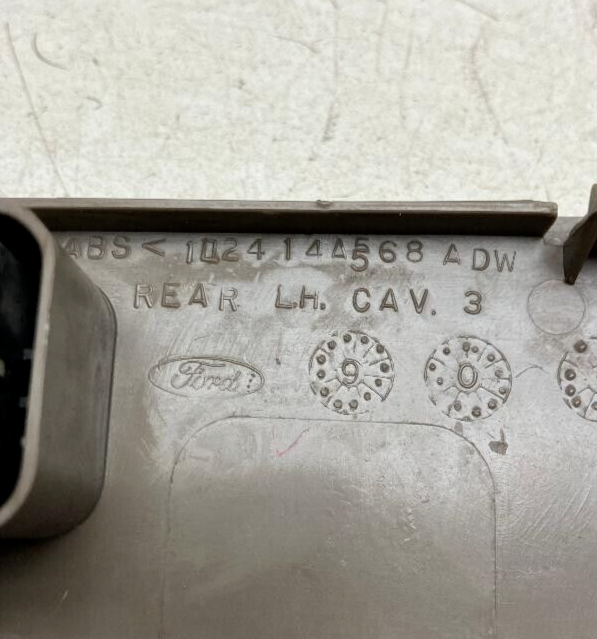 ABS< 1L24 14A568 ADW
REAR LH. CAV. 3
Ford 9 0